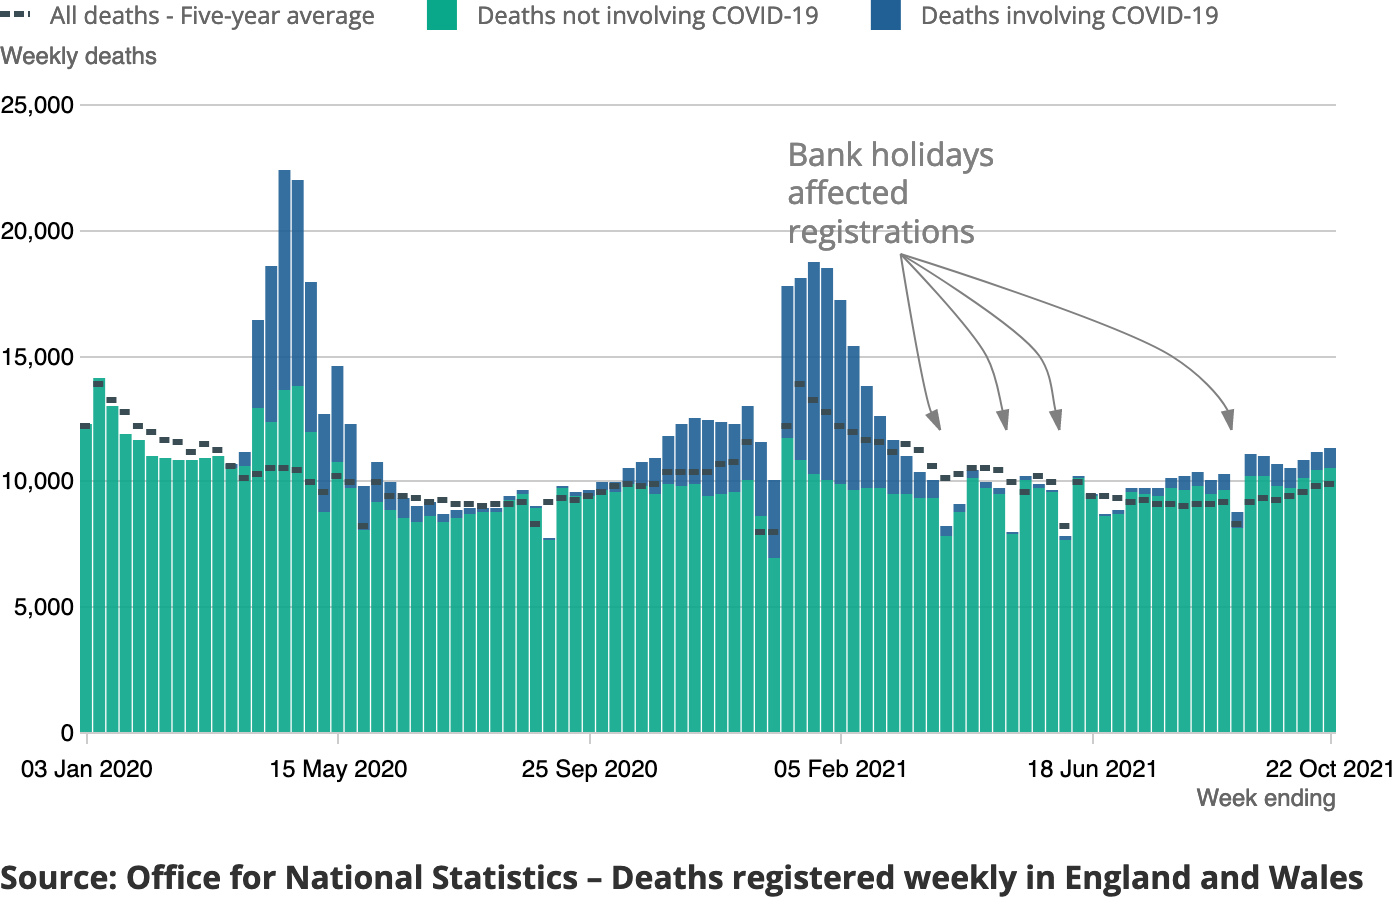 All deaths - Five-year average
Deaths not involving COVID-19
Deaths involving COVID-19
Weekly deaths
25,000
Bank holidays
affected
registrations
20,000
15,000
10,000
5,000
0
03 Jan 2020
15 May 2020
25 Sep 2020
05 Feb 2021
18 Jun 2021
22 Oct 2021
Week ending
Source: Office for National Statistics – Deaths registered weekly in England and Wales